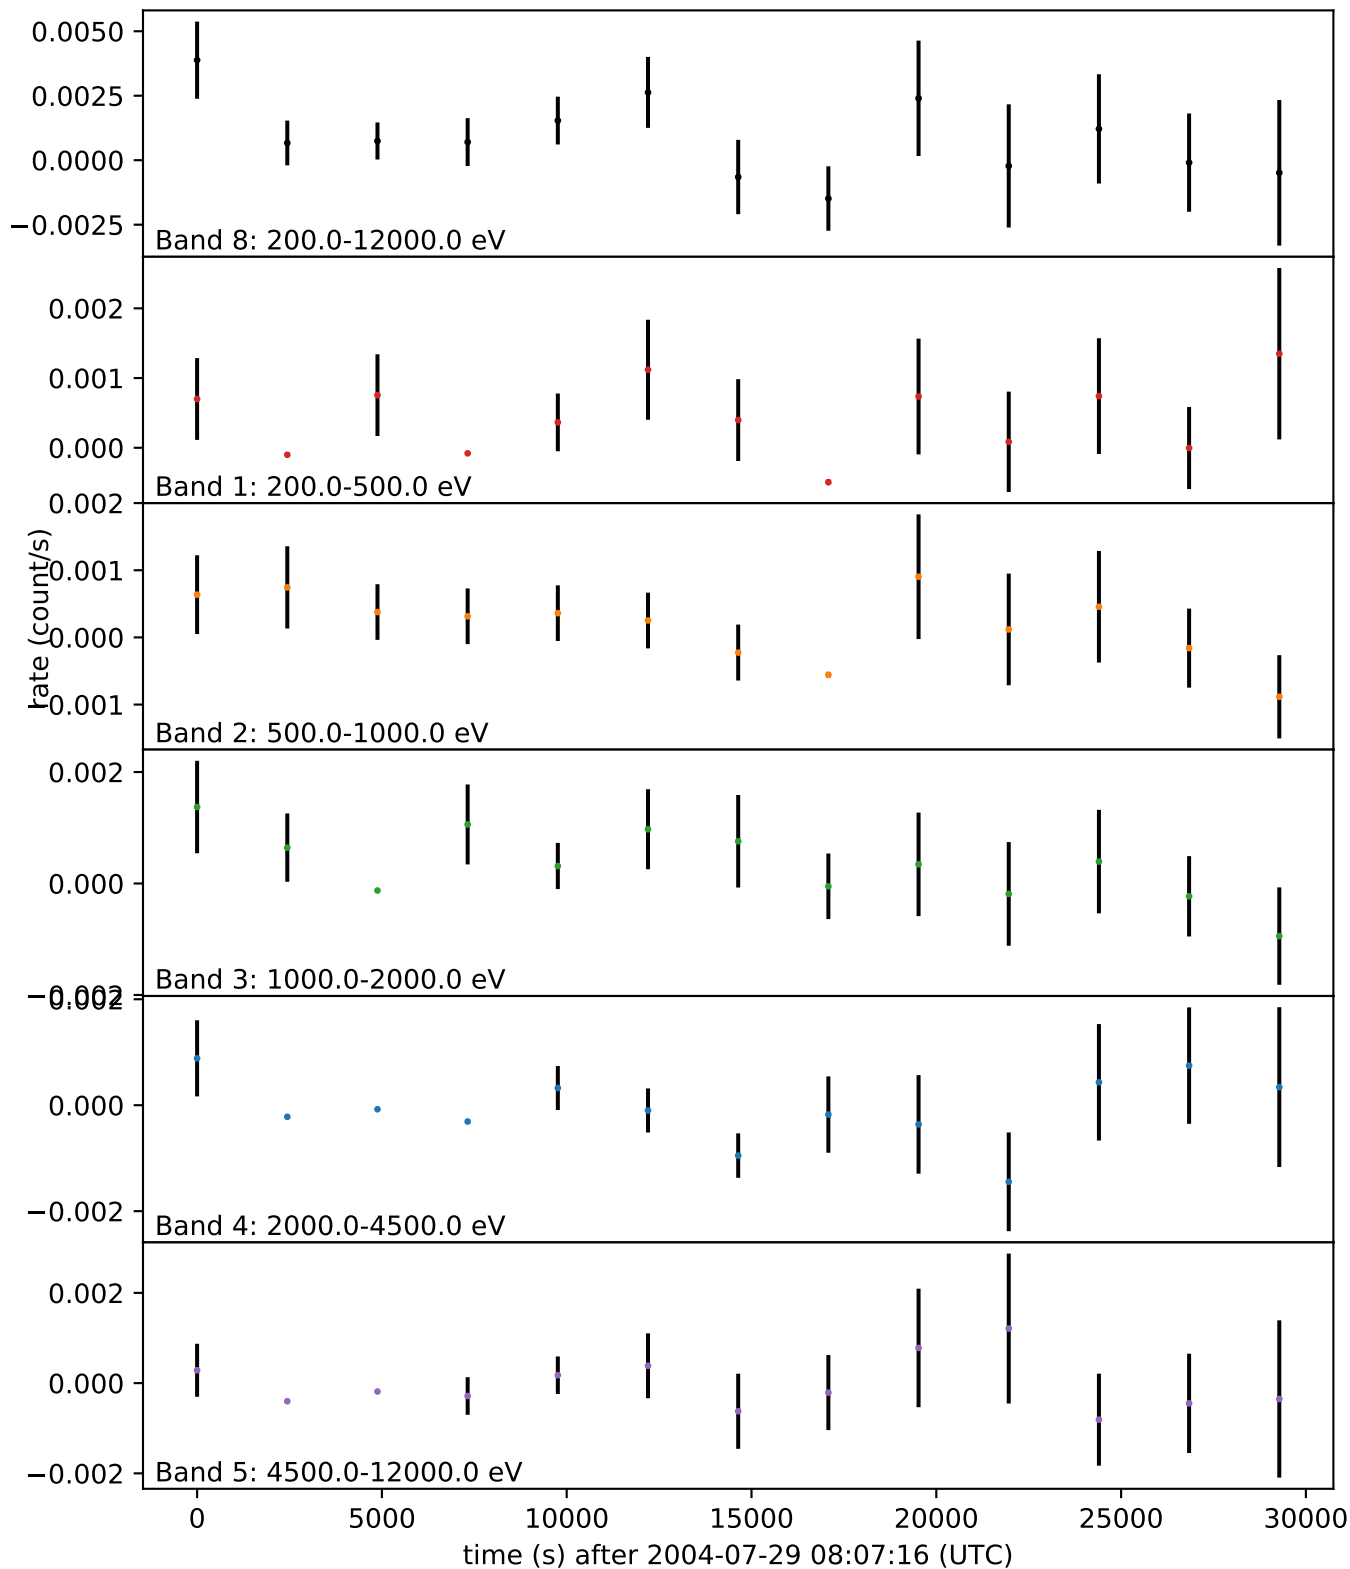 0.0050
0.0025
0.0000
−0.0025
Band 8: 200.0-12000.0 eV
0.002
0.001
0.000
Band 1: 200.0-500.0 eV
0.002
rate (count/s)
0.001
0.000
−0.001
Band 2: 500.0-1000.0 eV
0.002
0.000
−0.002
Band 3: 1000.0-2000.0 eV
0.002
0.000
−0.002
Band 4: 2000.0-4500.0 eV
0.002
0.000
−0.002
Band 5: 4500.0-12000.0 eV
0 5000 10000 15000 20000 25000 30000
time (s) after 2004-07-29 08:07:16 (UTC)